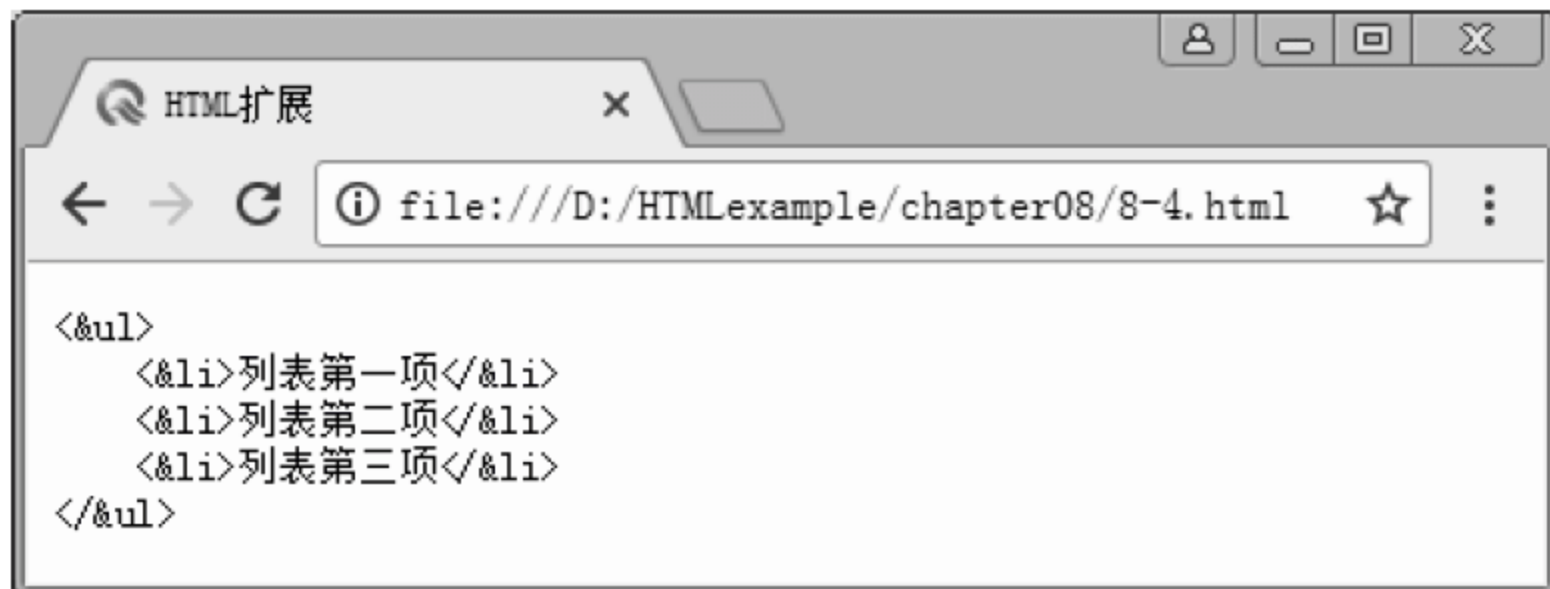 HTML扩展
file:///D:/HTMLexample/chapter08/8-4.html
<&ul>
    <&li>列表第一项</&li>
    <&li>列表第二项</&li>
    <&li>列表第三项</&li>
</&ul>